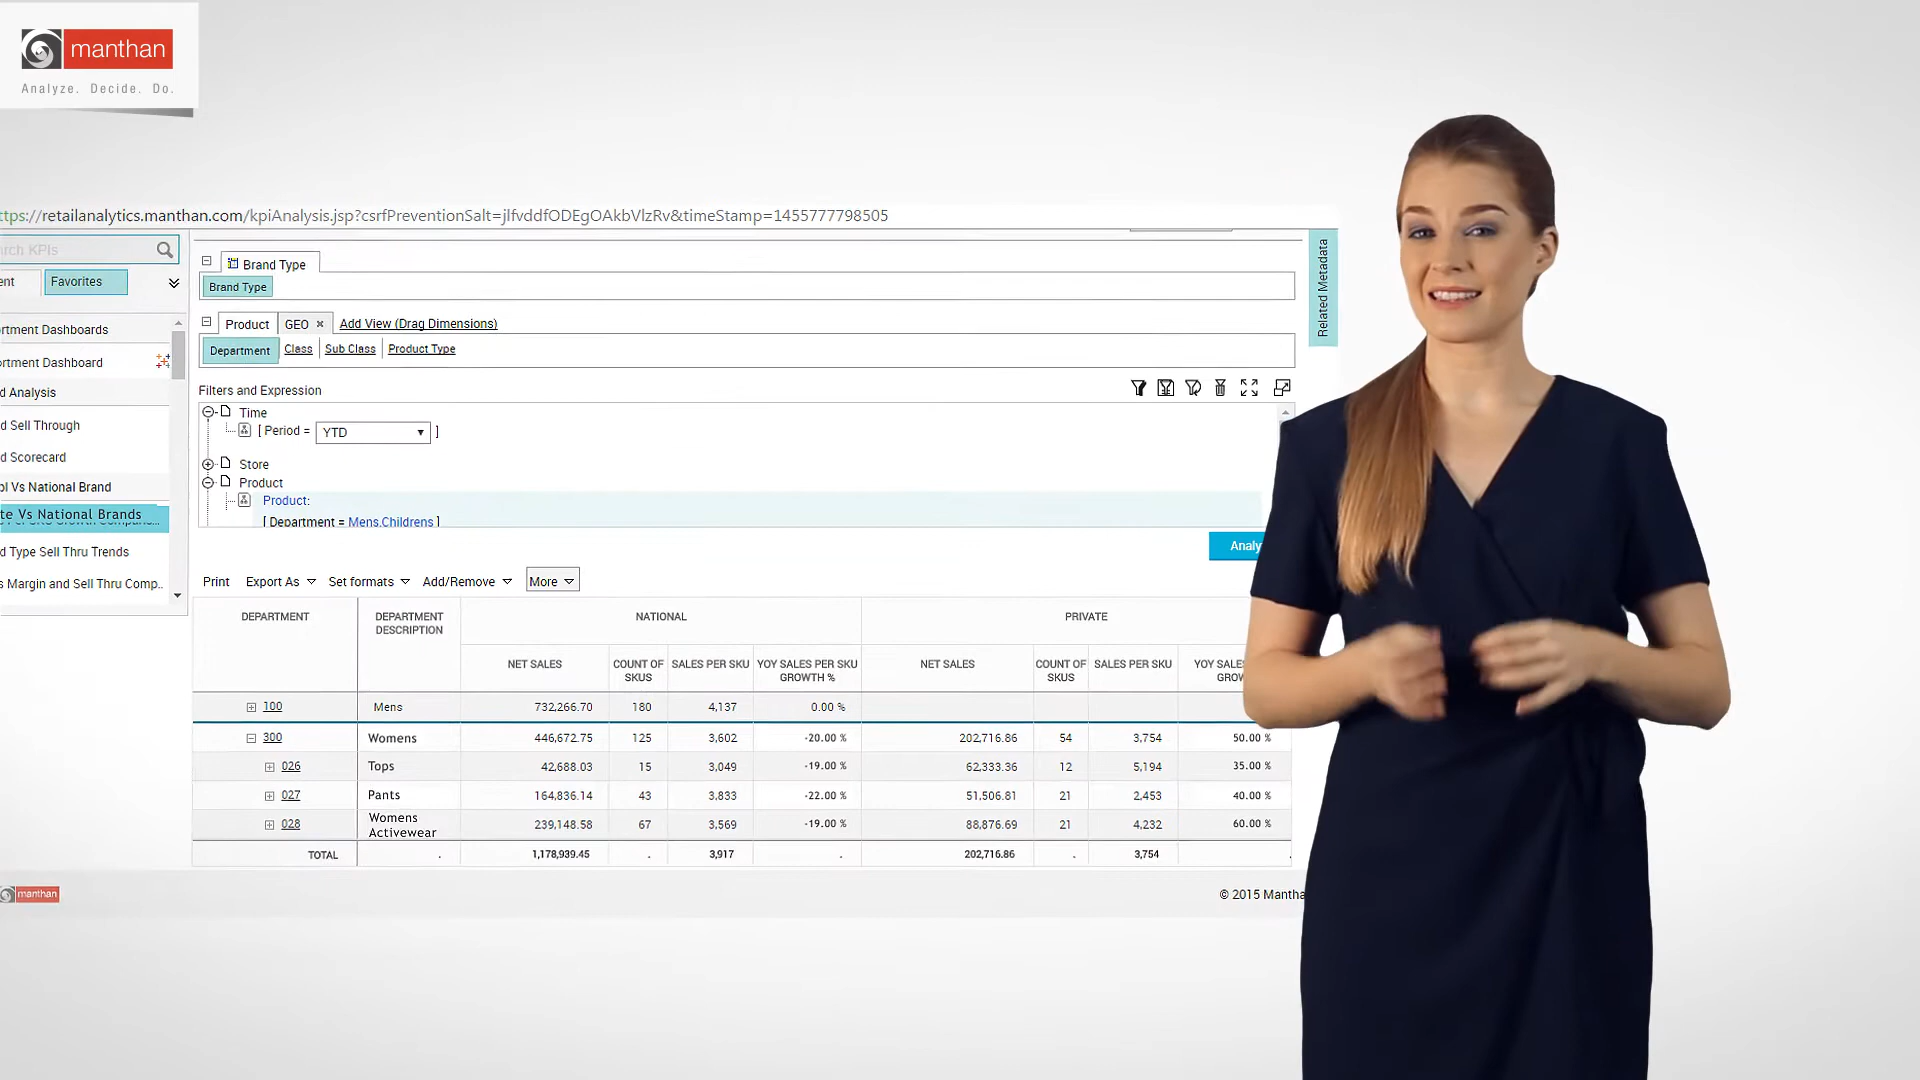 manthan
Analyze. Decide. Do.
ttps://retailanalytics.manthan.com/kpiAnalysis.jsp?csrfPreventionSalt=jlfvddfODEgOAkbVlzRv&timeStamp=1455777798505
rch KPIs
ent Favorites
Brand Type
Brand Type
Related Metadata
Product GEO × Add View (Drag Dimensions)
Department Class Sub Class Product Type
rtment Dashboards
rtment Dashboard
d Analysis
d Sell Through
d Scorecard
bl Vs National Brand
te Vs National Brands
d Type Sell Thru Trends
s Margin and Sell Thru Comp..
Filters and Expression
Time
[ Period = YTD ]
Store
Product
Product:
[ Department = Mens,Childrens ]
Analy
Print Export As Set formats Add/Remove More
DEPARTMENT DEPARTMENT DESCRIPTION NATIONAL PRIVATE
NET SALES COUNT OF SKUS SALES PER SKU YOY SALES PER SKU GROWTH % NET SALES COUNT OF SKUS SALES PER SKU YOY SALES GROW
100 Mens 732,266.70 180 4,137 0.00 %
300 Womens 446,672.75 125 3,602 -20.00 % 202,716.86 54 3,754 50.00 %
026 Tops 42,688.03 15 3,049 -19.00 % 62,333.36 12 5,194 35.00 %
027 Pants 164,836.14 43 3,833 -22.00 % 51,506.81 21 2,453 40.00 %
028 Womens Activewear 239,148.58 67 3,569 -19.00 % 88,876.69 21 4,232 60.00 %
TOTAL . 1,178,939.45 . 3,917 . 202,716.86 . 3,754 .
manthan
© 2015 Mantha